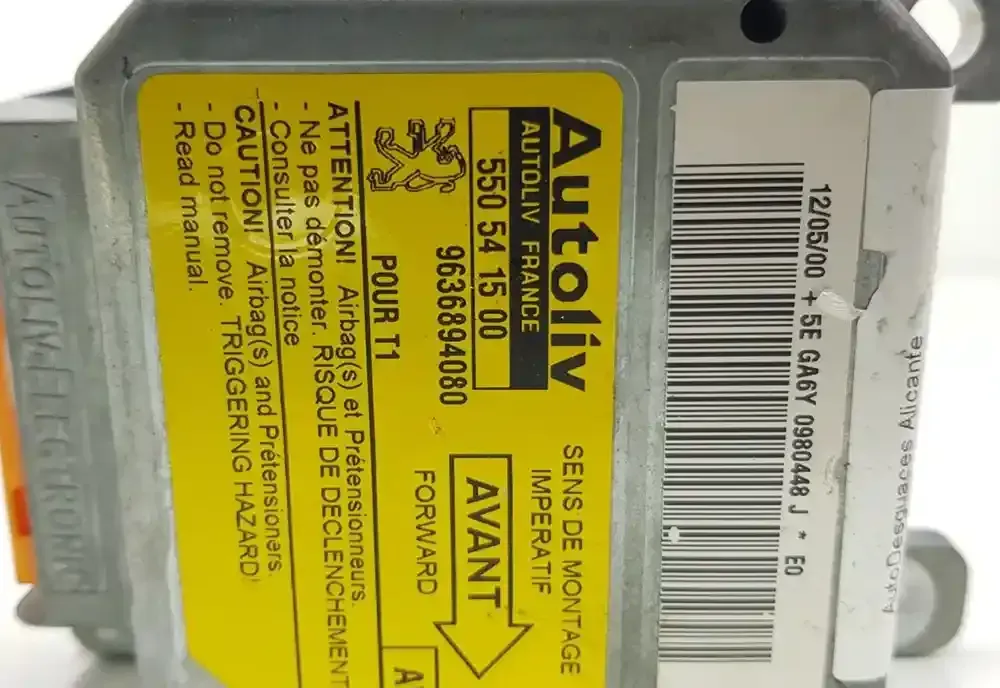 12/05/00 + 5E GA6Y 0980448 J * E0
AutoDesguaces Alicante
Autoliv
AUTOLIV FRANCE
550 54 15 00
9636894080
SENS DE MONTAGE
IMPERATIF
AVANT
FORWARD
POUR T1
ATTENTION! Airbag(s) et Prétensionneurs.
- Ne pas démonter. RISQUE DE DECLENCHEMENT
- Consulter la notice
CAUTION! Airbag(s) and Prétensioners.
- Do not remove. TRIGGERING HAZARD!
- Read manual.
AUTOLIV-ELECTRONIC